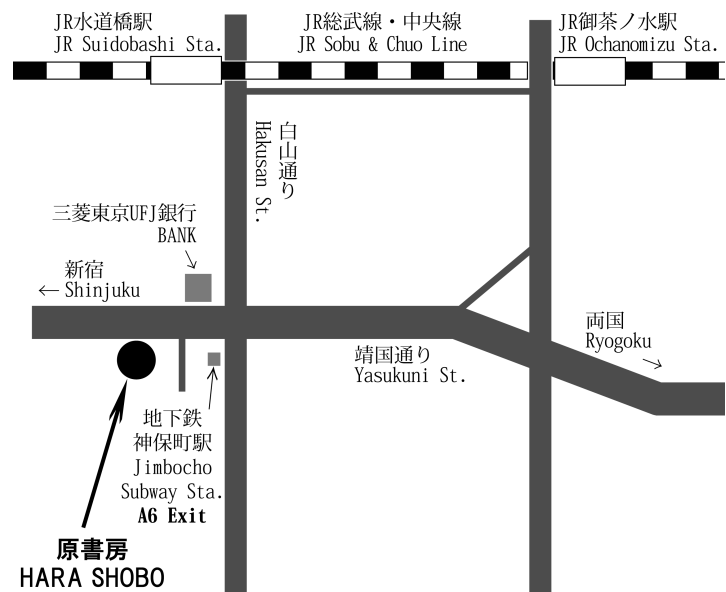 JR水道橋駅
JR Suidobashi Sta.
JR総武線・中央線
JR Sobu & Chuo Line
JR御茶ノ水駅
JR Ochanomizu Sta.
白山通り
Hakusan St.
三菱東京UFJ銀行
BANK
新宿
← Shinjuku
両国
Ryogoku
→
靖国通り
Yasukuni St.
地下鉄
神保町駅
Jimbocho
Subway Sta.
A6 Exit
原書房
HARA SHOBO